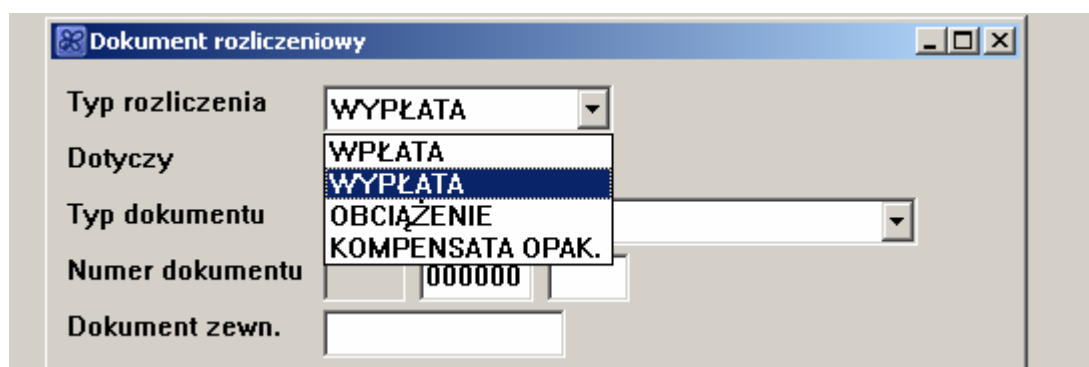 Dokument rozliczeniowy
Typ rozliczenia WYPŁATA
WPŁATA
Dotyczy
WYPŁATA
Typ dokumentu
OBCIĄŻENIE
KOMPENSATA OPAK.
Numer dokumentu 000000
Dokument zewn.